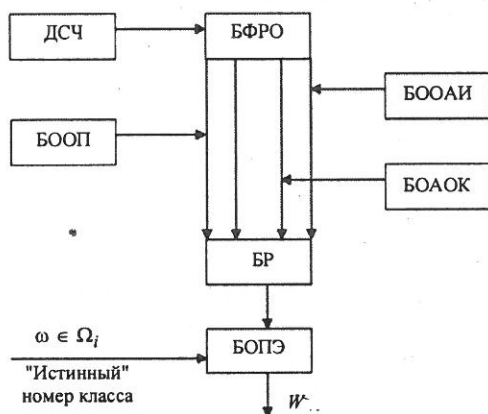 ДСЧ
БФРО
БООАИ
БООП
БОАОК
БР
ω ∈ Ωᵢ
БОПЭ
"Истинный"
номер класса
W